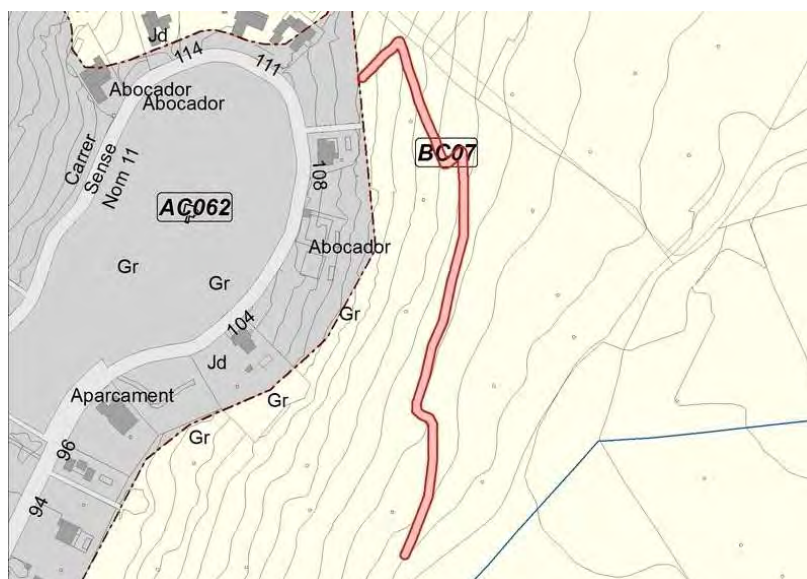 Jd
114
111
Abocador
Abocador
Carrer
Sense
Nom 11
BC07
108
AC062
Abocador
Gr
Gr
Gr
104
Jd
Aparcament
Gr
Gr
96
94